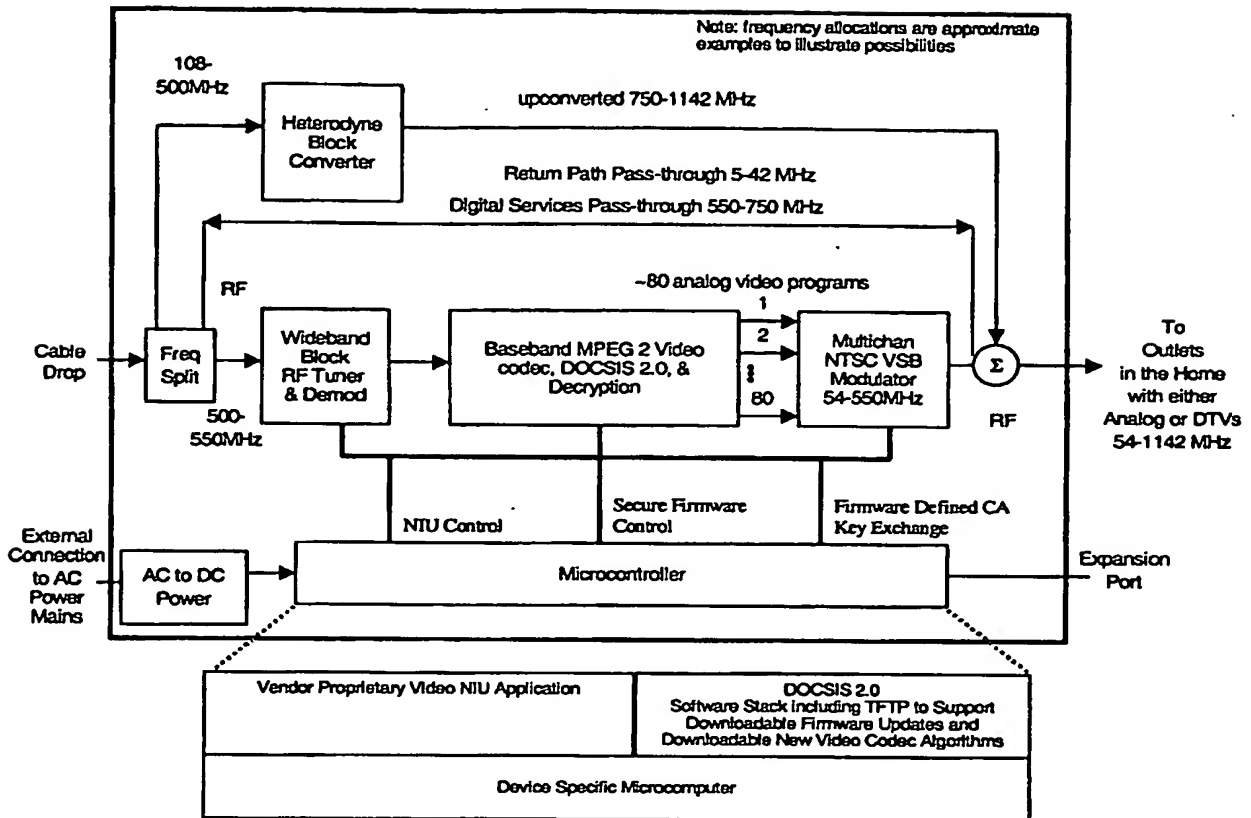 Note: frequency allocations are approximate
examples to illustrate possibilities
108-
500MHz
Heterodyne
Block
Converter
upconverted 750-1142 MHz
Return Path Pass-through 5-42 MHz
Digital Services Pass-through 550-750 MHz
RF
~80 analog video programs
Cable
Drop
Freq
Split
500-
550MHz
Wideband
Block
RF Tuner
& Demod
Baseband MPEG 2 Video
codec, DOCSIS 2.0, &
Decryption
1
2
80
Multichan
NTSC VSB
Modulator
54-550MHz
Σ
RF
To
Outlets
in the Home
with either
Analog or DTVs
54-1142 MHz
NIU Control
Secure Firmware
Control
Firmware Defined CA
Key Exchange
External
Connection
to AC
Power
Mains
AC to DC
Power
Microcontroller
Expansion
Port
Vendor Proprietary Video NIU Application
DOCSIS 2.0
Software Stack including TFTP to Support
Downloadable Firmware Updates and
Downloadable New Video Codec Algorithms
Device Specific Microcomputer